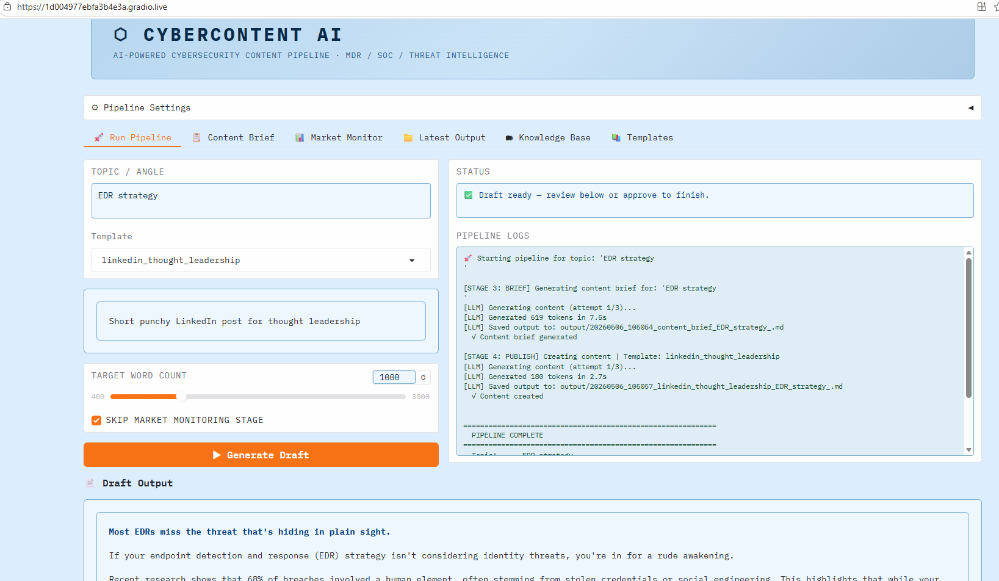 https://1d004977ebfa3b4e3a.gradio.live
CYBERCONTENT AI
AI-POWERED CYBERSECURITY CONTENT PIPELINE · MDR / SOC / THREAT INTELLIGENCE
⚙ Pipeline Settings
🚀 Run Pipeline
📋 Content Brief
📊 Market Monitor
📁 Latest Output
Knowledge Base
📚 Templates
TOPIC / ANGLE
EDR strategy
Template
linkedin_thought_leadership
Short punchy LinkedIn post for thought leadership
TARGET WORD COUNT
1000
400
3000
SKIP MARKET MONITORING STAGE
▶ Generate Draft
STATUS
✅ Draft ready — review below or approve to finish.
PIPELINE LOGS
🚀 Starting pipeline for topic: 'EDR strategy
'
[STAGE 3: BRIEF] Generating content brief for: 'EDR strategy
'
[LLM] Generating content (attempt 1/3)...
[LLM] Generated 619 tokens in 7.5s
[LLM] Saved output to: output/20260506_105054_content_brief_EDR_strategy_.md
√ Content brief generated
[STAGE 4: PUBLISH] Creating content | Template: linkedin_thought_leadership
[LLM] Generating content (attempt 1/3)...
[LLM] Generated 180 tokens in 2.7s
[LLM] Saved output to: output/20260506_105057_linkedin_thought_leadership_EDR_strategy_.md
√ Content created
============================================================
PIPELINE COMPLETE
============================================================
Topic: EDR strategy
Draft Output
Most EDRs miss the threat that's hiding in plain sight.
If your endpoint detection and response (EDR) strategy isn't considering identity threats, you're in for a rude awakening.
Recent research shows that 68% of breaches involved a human element, often stemming from stolen credentials or social engineering. This highlights that while your